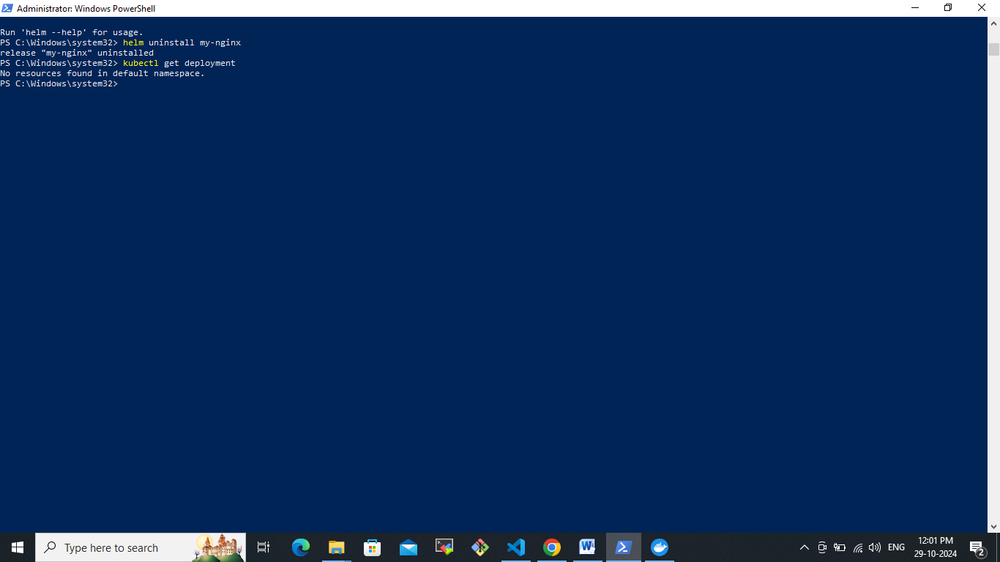 Administrator: Windows PowerShell
Run 'helm --help' for usage.
PS C:\Windows\system32> helm uninstall my-nginx
release "my-nginx" uninstalled
PS C:\Windows\system32> kubectl get deployment
No resources found in default namespace.
PS C:\Windows\system32>
Type here to search
ENG
12:01 PM
29-10-2024
2